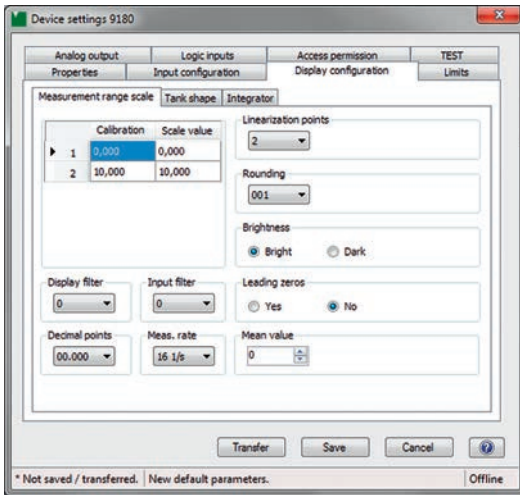 Device settings 9180
Analog output Logic inputs Access permission TEST
Properties Input configuration Display configuration Limits
Measurement range scale Tank shape Integrator
Calibration Scale value
1 0,000 0,000
2 10,000 10,000
Linearization points
2
Rounding
001
Brightness
Bright Dark
Display filter Input filter Leading zeros
0 0 Yes No
Decimal points Meas. rate Mean value
00.000 16 1/s 0
Transfer Save Cancel ?
* Not saved / transferred. New default parameters. Offline